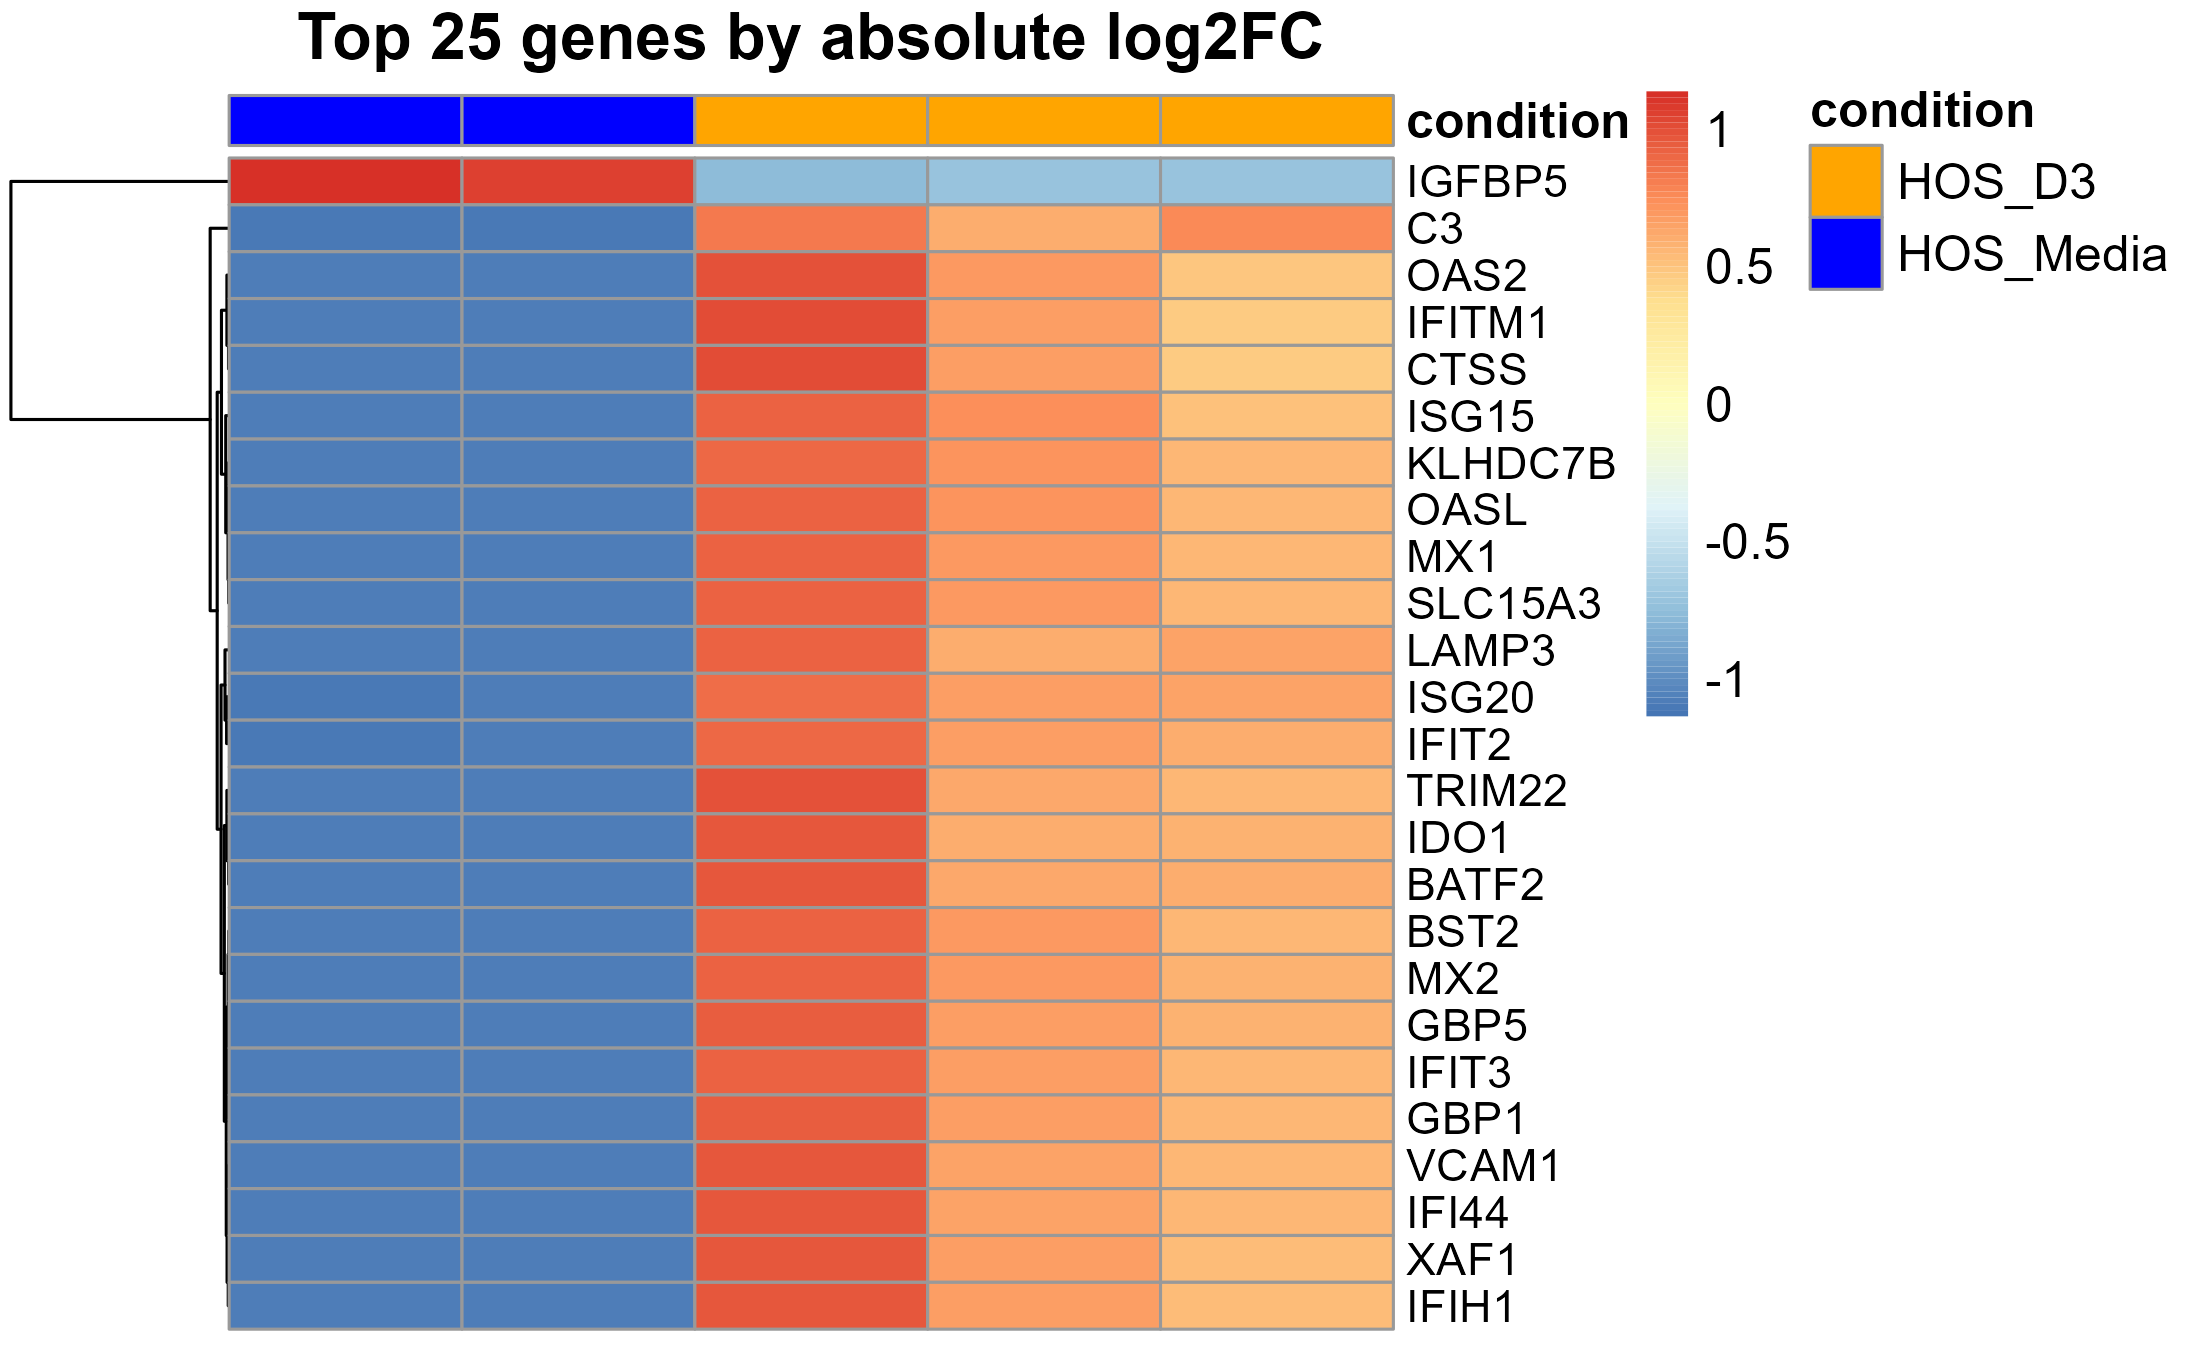 Top 25 genes by absolute log2FC
condition
IGFBP5
C3
OAS2
IFITM1
CTSS
ISG15
KLHDC7B
OASL
MX1
SLC15A3
LAMP3
ISG20
IFIT2
TRIM22
IDO1
BATF2
BST2
MX2
GBP5
IFIT3
GBP1
VCAM1
IFI44
XAF1
IFIH1
1
0.5
0
-0.5
-1
condition
HOS_D3
HOS_Media